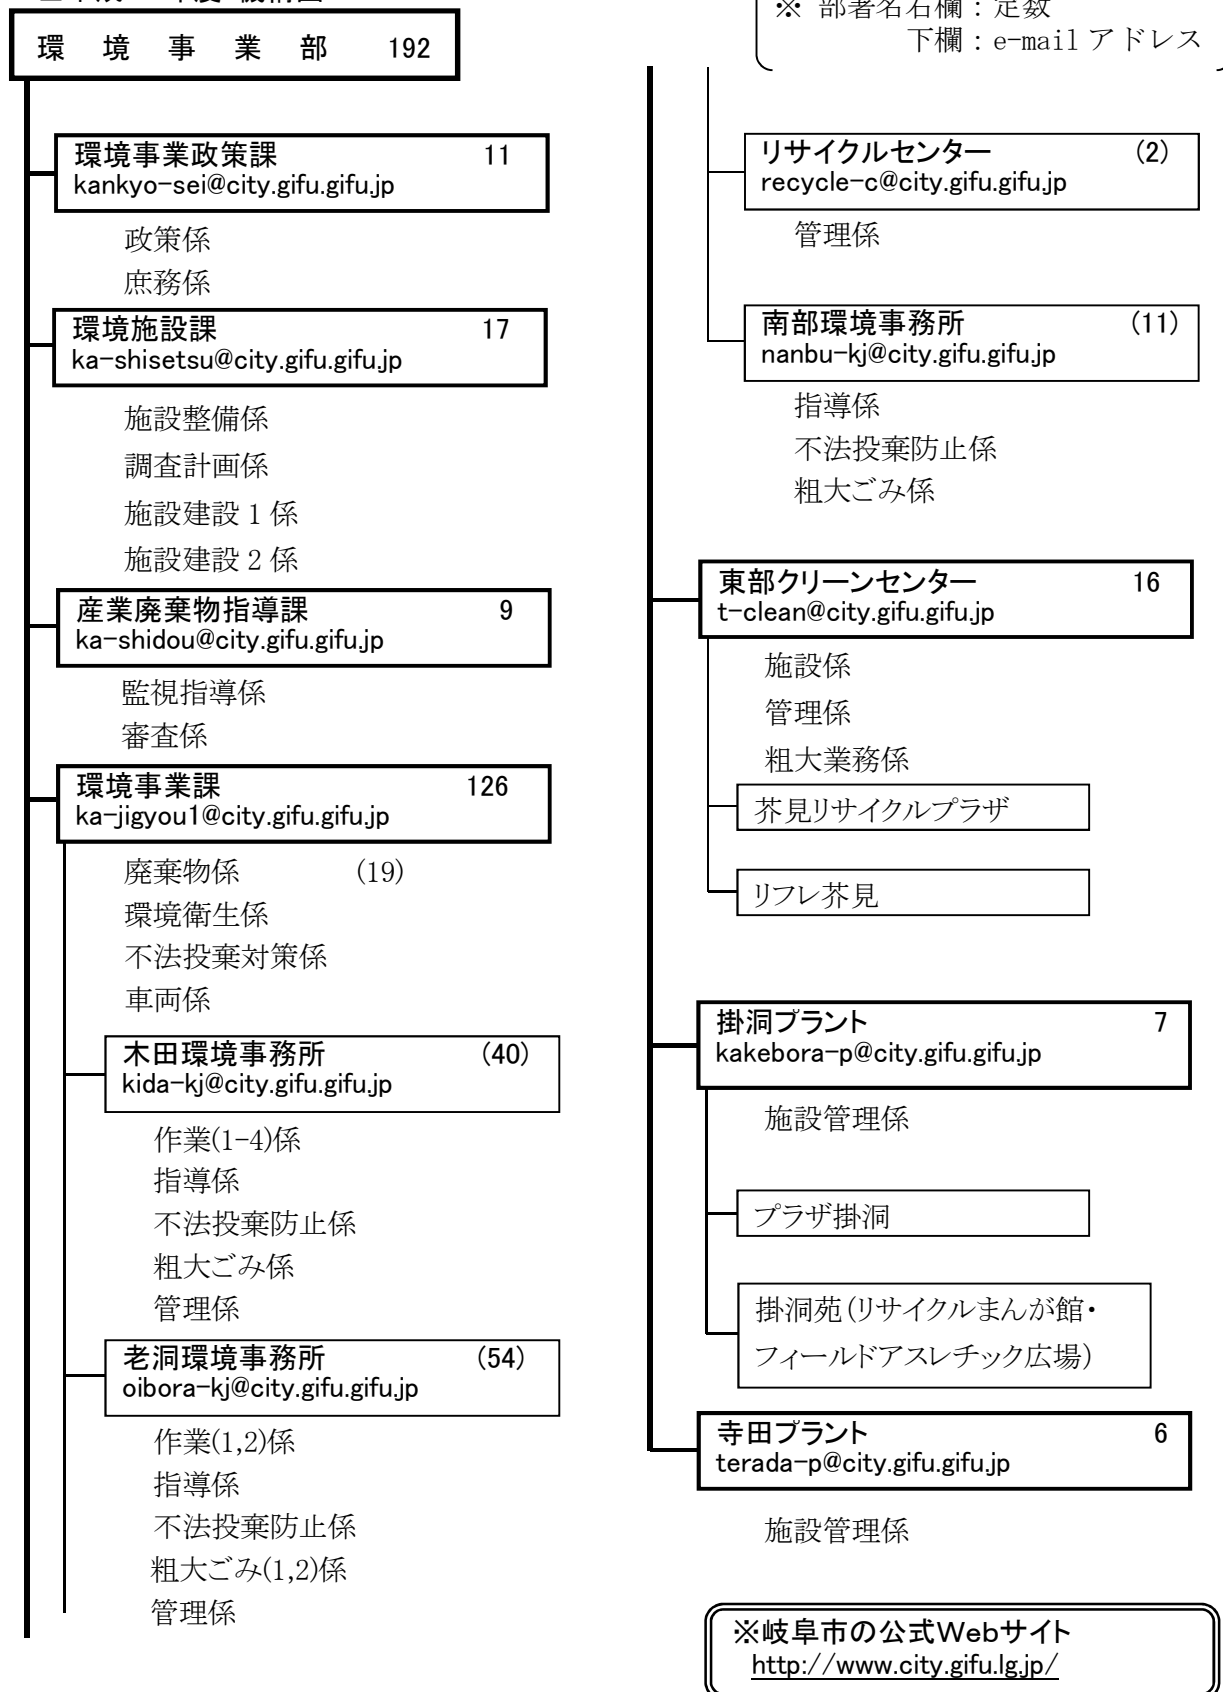 環 境 事 業 部 192
環境事業政策課 11
kankyo-sei@city.gifu.gifu.jp
政策係
庶務係
環境施設課 17
ka-shisetsu@city.gifu.gifu.jp
施設整備係
調査計画係
施設建設1係
施設建設2係
産業廃棄物指導課 9
ka-shidou@city.gifu.gifu.jp
監視指導係
審査係
環境事業課 126
ka-jigyou1@city.gifu.gifu.jp
廃棄物係 (19)
環境衛生係
不法投棄対策係
車両係
木田環境事務所 (40)
kida-kj@city.gifu.gifu.jp
作業(1-4)係
指導係
不法投棄防止係
粗大ごみ係
管理係
老洞環境事務所 (54)
oibora-kj@city.gifu.gifu.jp
作業(1,2)係
指導係
不法投棄防止係
粗大ごみ(1,2)係
管理係
※ 部署名右欄：定数
下欄：e-mail アドレス
リサイクルセンター (2)
recycle-c@city.gifu.gifu.jp
管理係
南部環境事務所 (11)
nanbu-kj@city.gifu.gifu.jp
指導係
不法投棄防止係
粗大ごみ係
東部クリーンセンター 16
t-clean@city.gifu.gifu.jp
施設係
管理係
粗大業務係
芥見リサイクルプラザ
リフレ芥見
掛洞プラント 7
kakebora-p@city.gifu.gifu.jp
施設管理係
プラザ掛洞
掛洞苑(リサイクルまんが館・
フィールドアスレチック広場)
寺田プラント 6
terada-p@city.gifu.gifu.jp
施設管理係
※岐阜市の公式Webサイト
http://www.city.gifu.lg.jp/